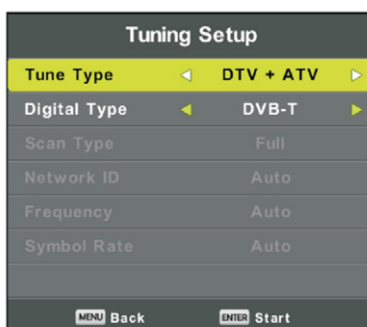 Tuning Setup
Tune Type DTV + ATV
Digital Type DVB-T
Scan Type Full
Network ID Auto
Frequency Auto
Symbol Rate Auto
MENU Back ENTER Start